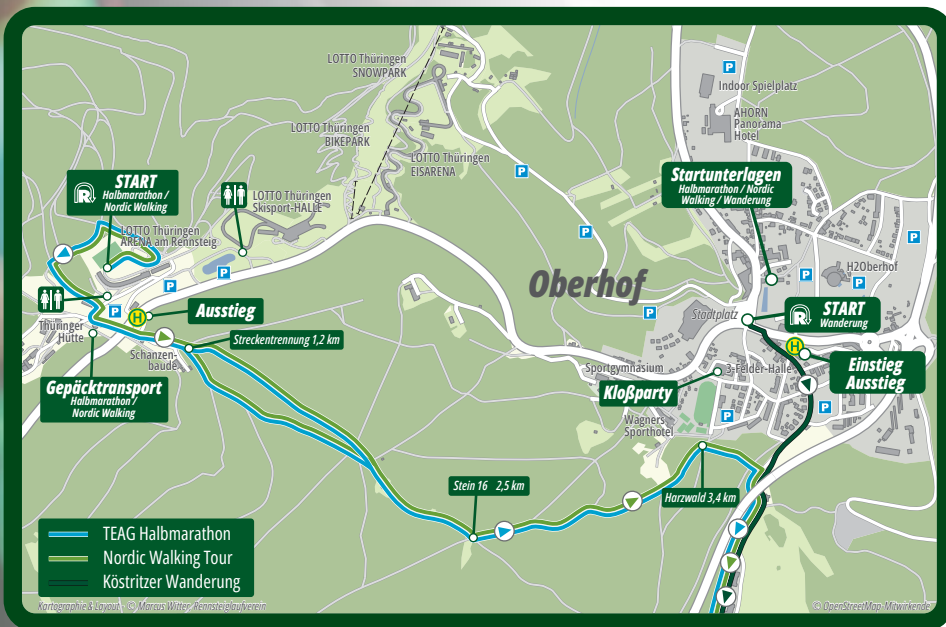 LOTTO Thüringen
SNOWPARK
P
Indoor Spielplatz
AHORN
Panorama
Hotel
LOTTO Thüringen
BIKEPARK
LOTTO Thüringen
EISARENA
P
START
Halbmarathon /
Nordic Walking
R
LOTTO Thüringen
Skisport-HALLE
Startunterlagen
Halbmarathon / Nordic
Walking / Wanderung
LOTTO Thüringen
ARENA am Rennsteig
P
P
P
P
P
H2Oberhof
Oberhof
P
H
Ausstieg
P
Stadtplatz
R
START
Wanderung
Thüringer
Hütte
Schanzen-
baude
Streckentrennung 1,2 km
H
Einstieg
Ausstieg
Sportgymnasium
3-Felder-Halle
Gepäcktransport
Halbmarathon /
Nordic Walking
Kloßparty
P
P
Wagners
Sporthotel
Stein 16 2,5 km
Harzwald 3,4 km
TEAG Halbmarathon
Nordic Walking Tour
Köstritzer Wanderung
Kartographie & Layout - © Marcus Witter, Rennsteiglaufverein
© OpenStreetMap-Mitwirkende